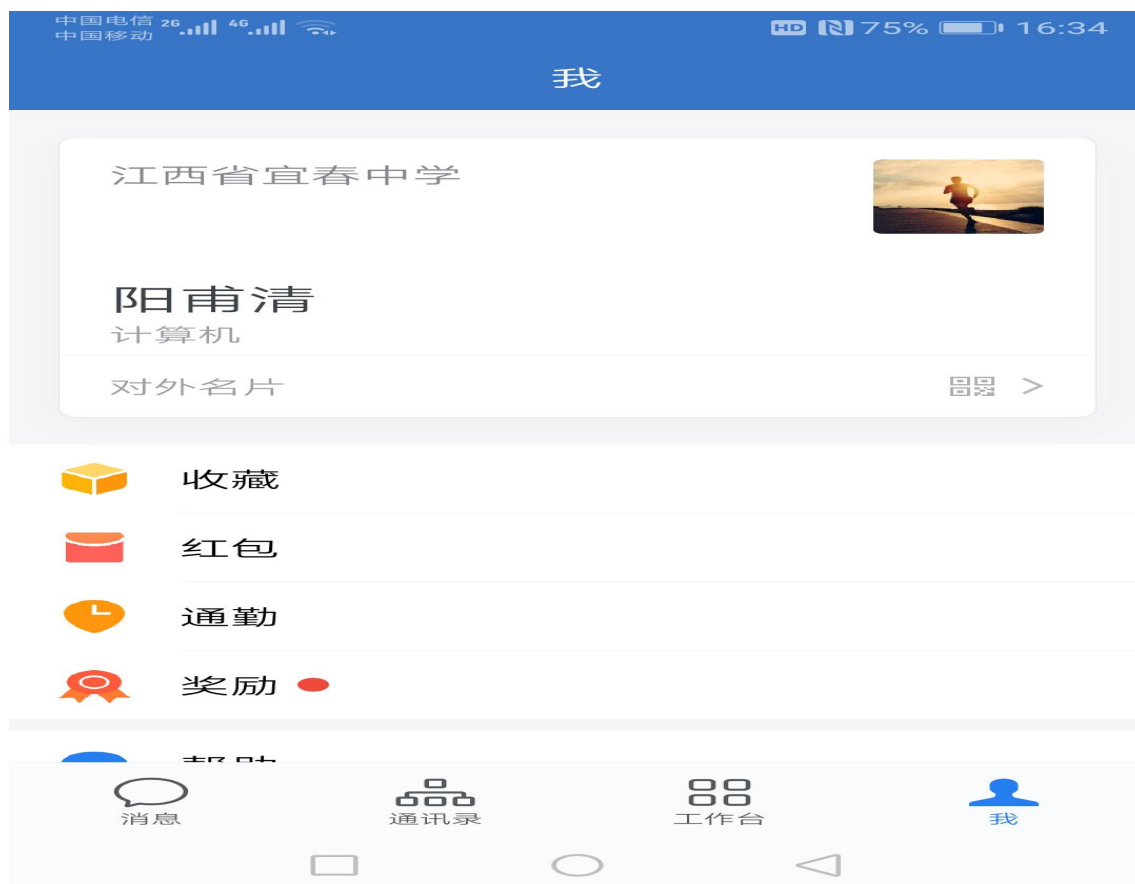 中国电信 2G 4G HD N 75% 16:34
中国移动
我
江西省宜春中学
阳甫清
计算机
对外名片 >
收藏
红包
通勤
奖励
帮助
消息 通讯录 工作台 我